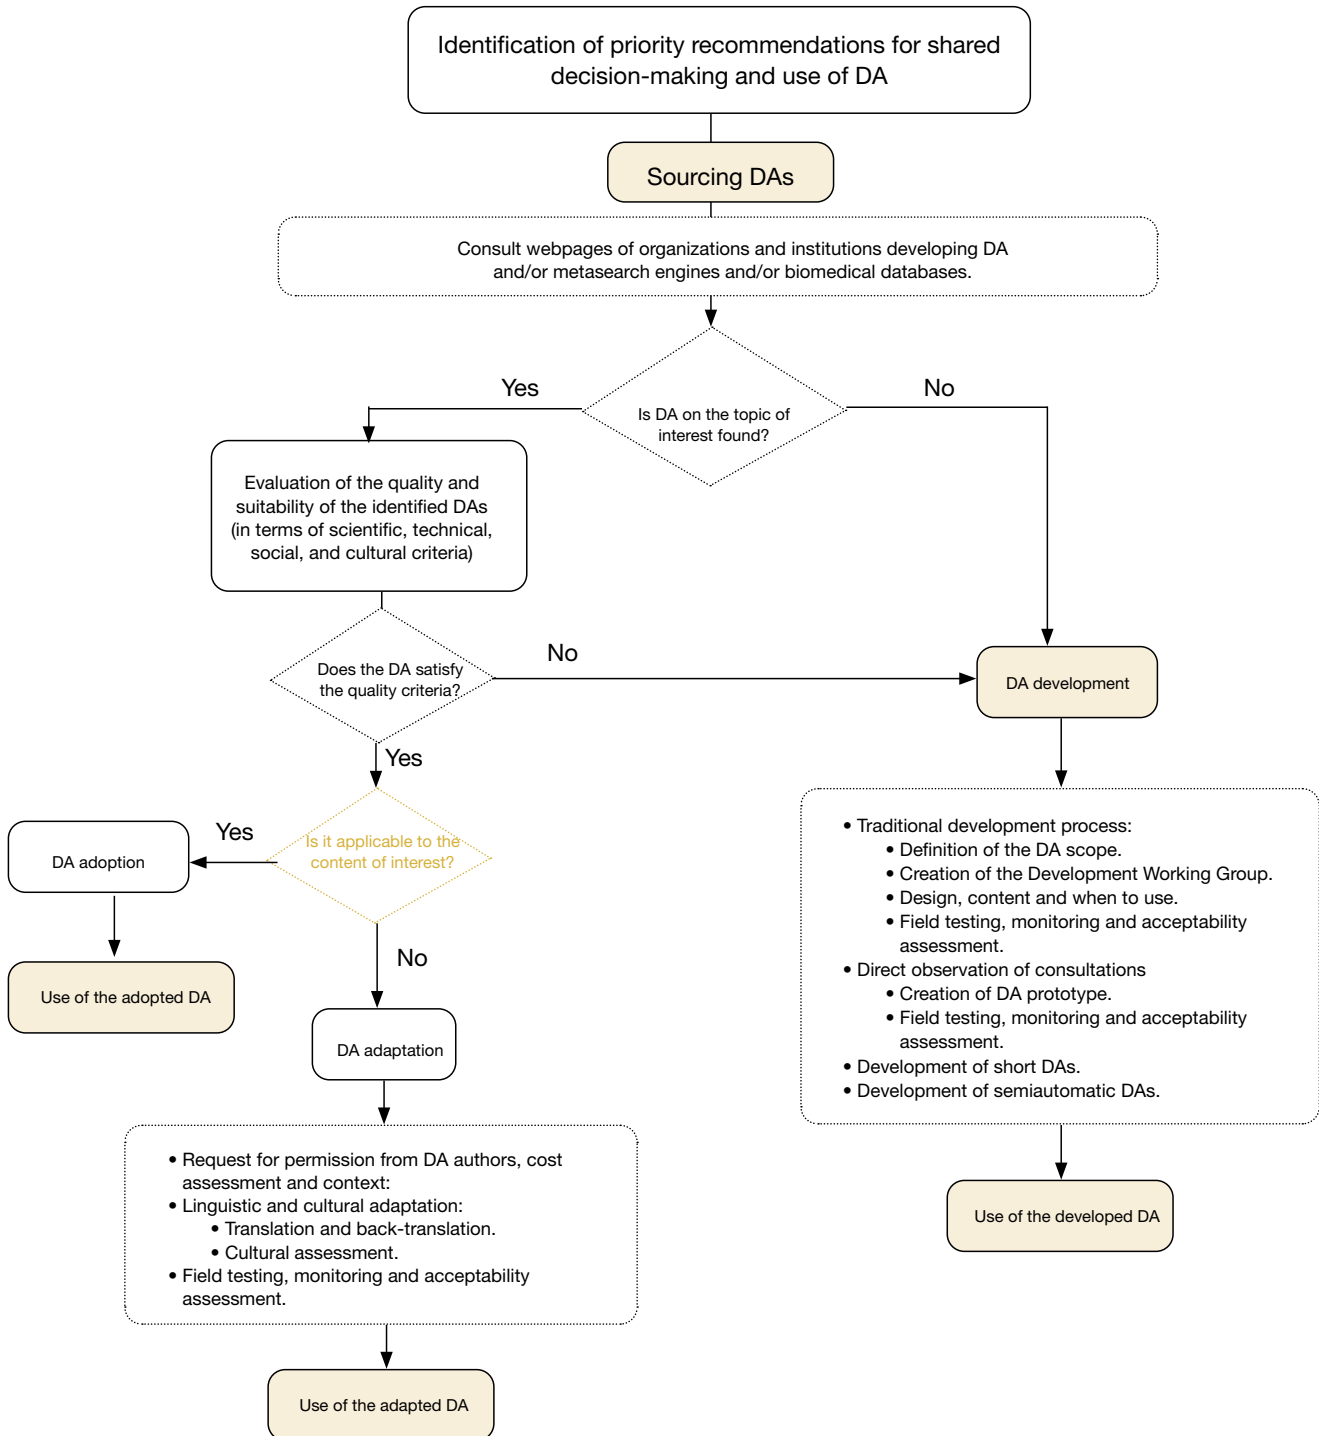 Identification of priority recommendations for shared
decision-making and use of DA
Sourcing DAs
Consult webpages of organizations and institutions developing DA
and/or metasearch engines and/or biomedical databases.
Is DA on the topic of
interest found?
Yes
No
Evaluation of the quality and
suitability of the identified DAs
(in terms of scientific, technical,
social, and cultural criteria)
Does the DA satisfy
the quality criteria?
No
Yes
DA development
Is it applicable to the
content of interest?
Yes
No
DA adoption
Use of the adopted DA
DA adaptation
• Request for permission from DA authors, cost
assessment and context:
• Linguistic and cultural adaptation:
• Translation and back-translation.
• Cultural assessment.
• Field testing, monitoring and acceptability
assessment.
Use of the adapted DA
• Traditional development process:
• Definition of the DA scope.
• Creation of the Development Working Group.
• Design, content and when to use.
• Field testing, monitoring and acceptability
assessment.
• Direct observation of consultations
• Creation of DA prototype.
• Field testing, monitoring and acceptability
assessment.
• Development of short DAs.
• Development of semiautomatic DAs.
Use of the developed DA